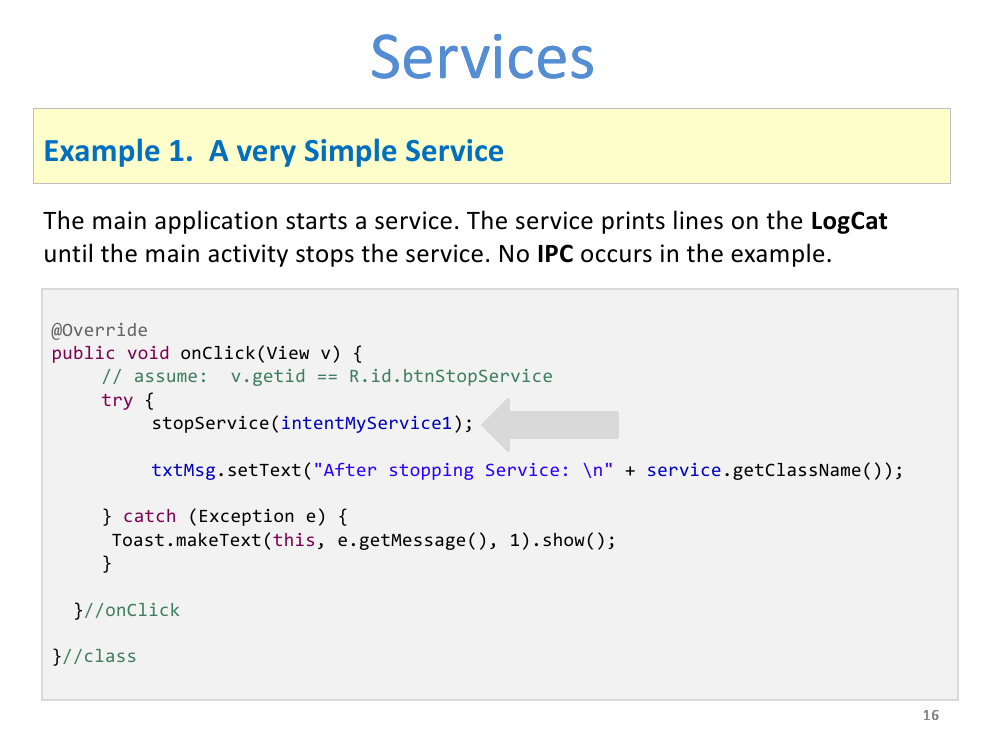 Services
Example 1.  A very Simple Service
The main application starts a service. The service prints lines on the LogCat
until the main activity stops the service. No IPC occurs in the example.
@Override
public void onClick(View v) {
// assume:  v.getid == R.id.btnStopService
try {
stopService(intentMyService1);
txtMsg.setText("After stopping Service: \n" + service.getClassName());
} catch (Exception e) {
Toast.makeText(this, e.getMessage(), 1).show();
}
}//onClick
}//class
16